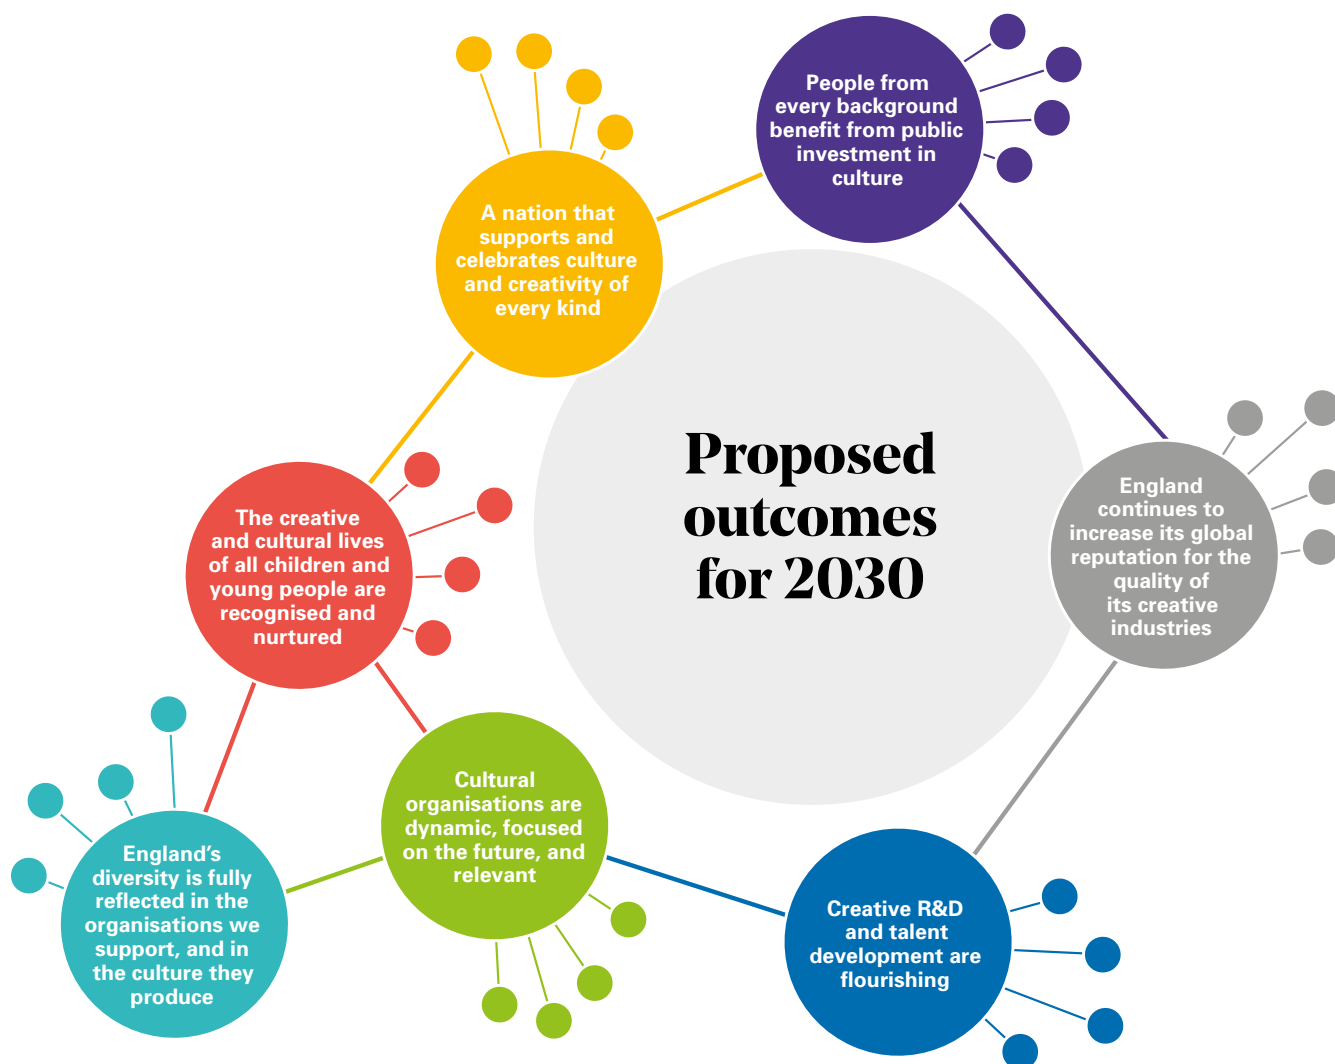 People from
every background
benefit from public
investment in
culture
A nation that
supports and
celebrates culture
and creativity of
every kind
Proposed
outcomes
for 2030
England
continues to
increase its global
reputation for the
quality of
its creative
industries
The creative
and cultural lives
of all children and
young people are
recognised and
nurtured
Cultural
organisations are
dynamic, focused
on the future, and
relevant
England’s
diversity is fully
reflected in the
organisations we
support, and in
the culture they
produce
Creative R&D
and talent
development are
flourishing